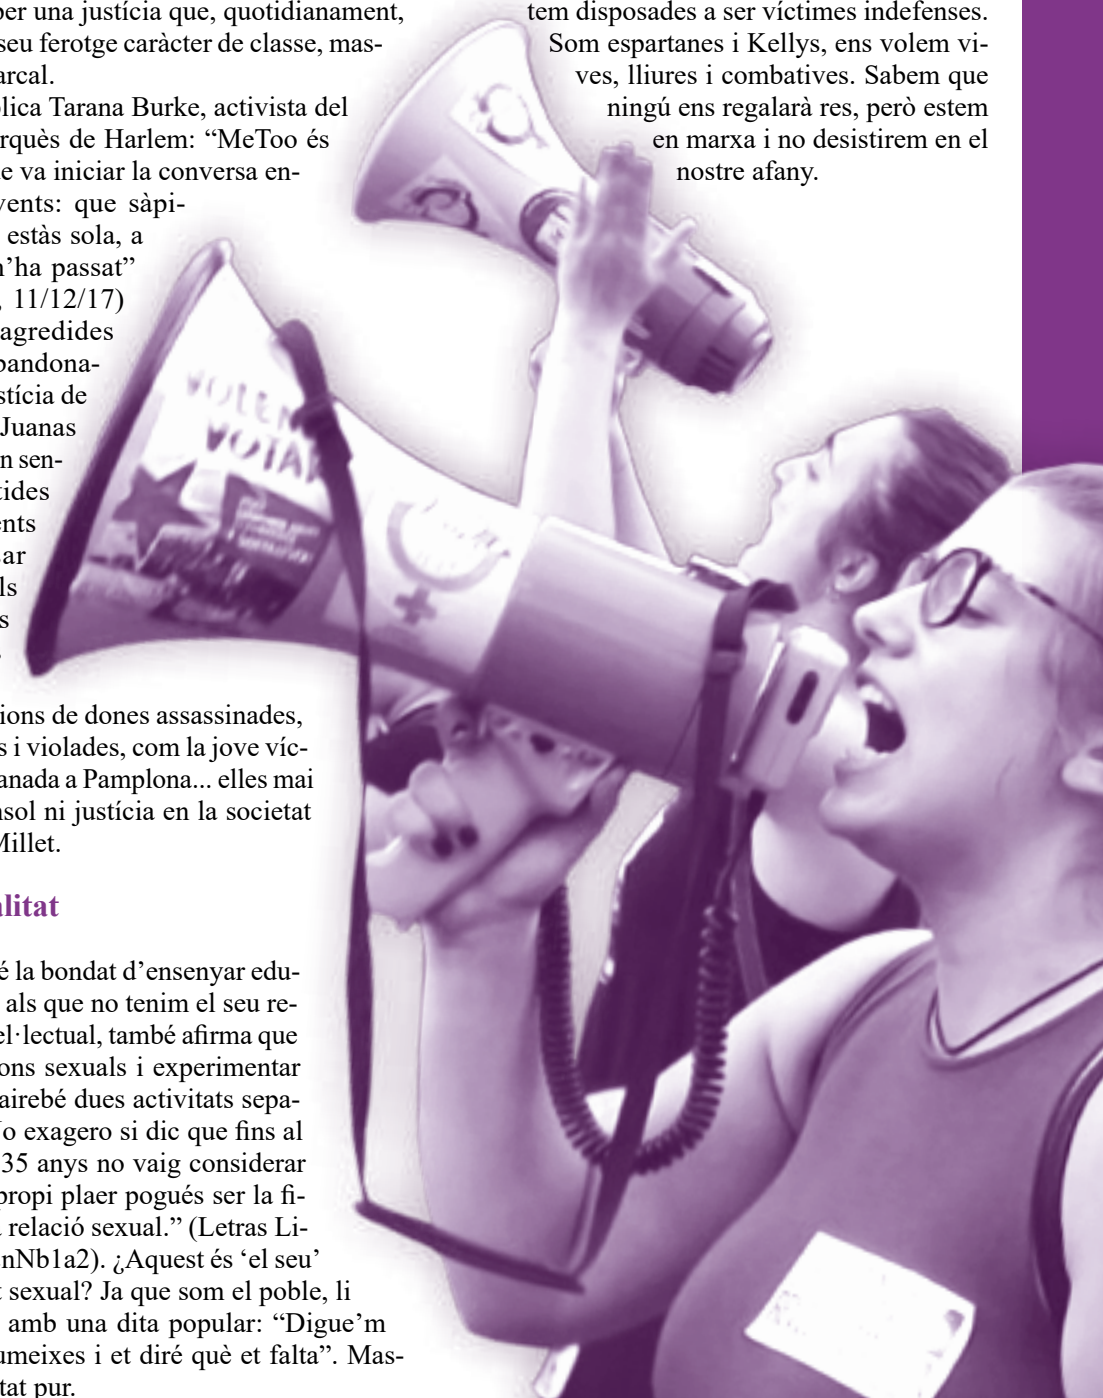 per una justícia que, quotidianament,
seu ferotge caràcter de classe, mas-
arcal.
plica Tarana Burke, activista del
rquès de Harlem: “MeToo és
e va iniciar la conversa en-
vents: que sàpi-
estàs sola, a
m’ha passat”
, 11/12/17)
agredides
bandona-
stícia de
Juanas
n sen-
tides
ents
sar
ls
s
ions de dones assassinades,
s i violades, com la jove víc-
anada a Pamplona... elles mai
nsol ni justícia en la societat
Millet.
alitat
é la bondat d’ensenyar edu-
als que no tenim el seu re-
el·lectual, també afirma que
ons sexuals i experimentar
airebé dues activitats sepa-
No exagero si dic que fins al
35 anys no vaig considerar
propi plaer pogués ser la fi-
a relació sexual.” (Letras Li-
nNb1a2). ¿Aquest és ‘el seu’
t sexual? Ja que som el poble, li
amb una dita popular: “Digue’m
umeixes i et diré què et falta”. Mas-
tat pur.
tem disposades a ser víctimes indefenses.
Som espartanes i Kellys, ens volem vi-
ves, lliures i combatives. Sabem que
ningú ens regalarà res, però estem
en marxa i no desistirem en el
nostre afany.
VOLEM
VOTAR